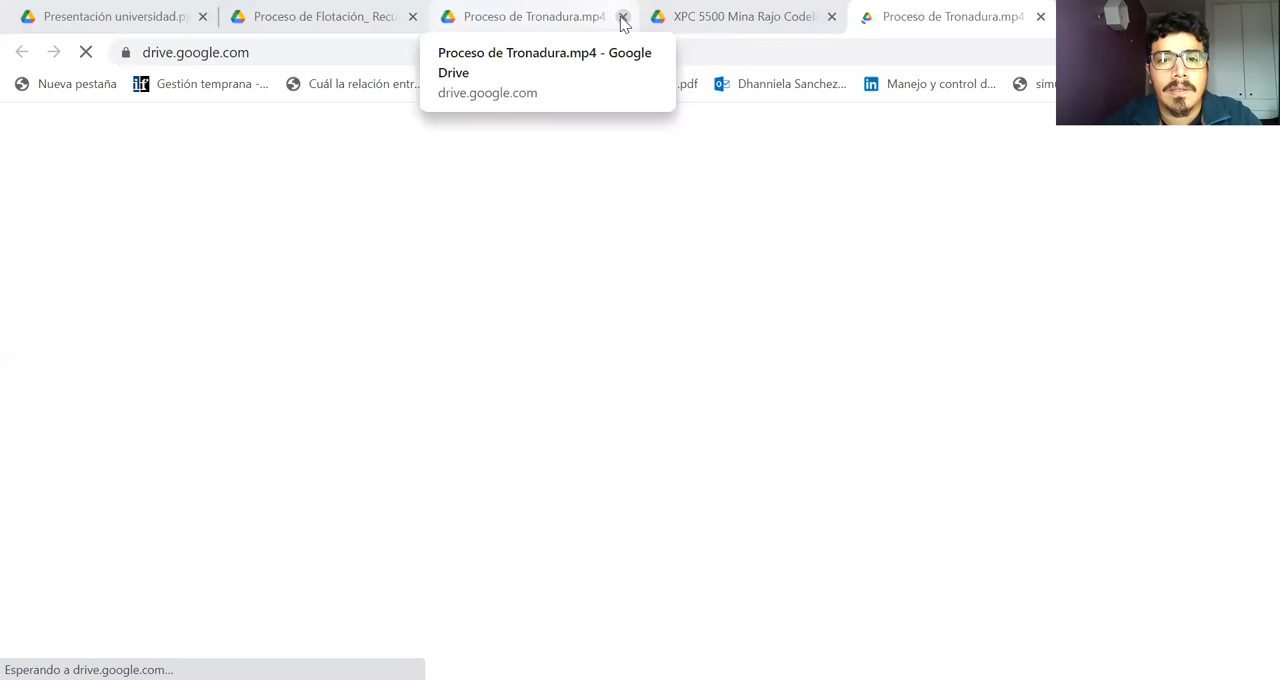 Presentación universidad.p
Proceso de Flotación_ Recu
Proceso de Tronadura.mp4
XPC 5500 Mina Rajo Codel
Proceso de Tronadura.mp4
drive.google.com
Proceso de Tronadura.mp4 - Google
Drive
drive.google.com
Nueva pestaña
Gestión temprana -...
Cuál la relación entr...
.pdf
Dhanniela Sanchez...
Manejo y control d...
simu
Esperando a drive.google.com...